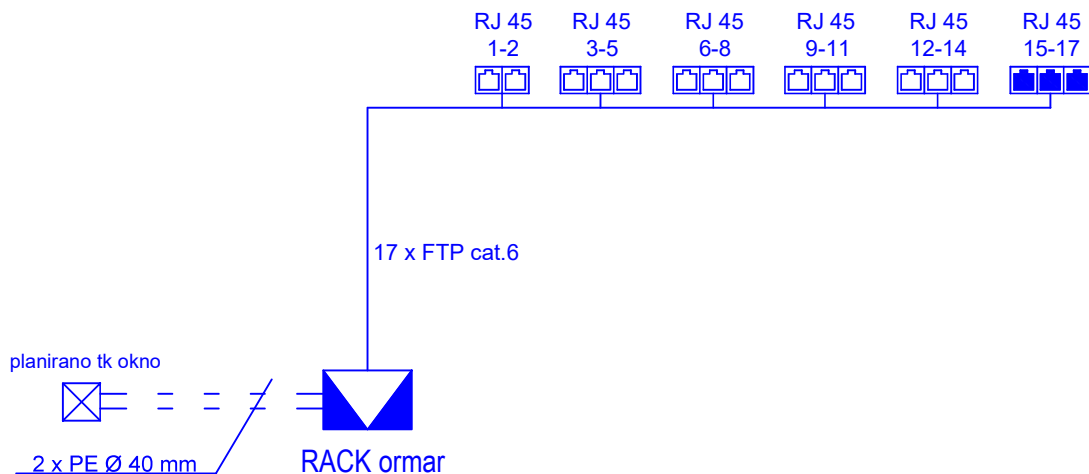 RJ 45
1-2
RJ 45
3-5
RJ 45
6-8
RJ 45
9-11
RJ 45
12-14
RJ 45
15-17
17 x FTP cat.6
planirano tk okno
2 x PE Ø 40 mm
RACK ormar